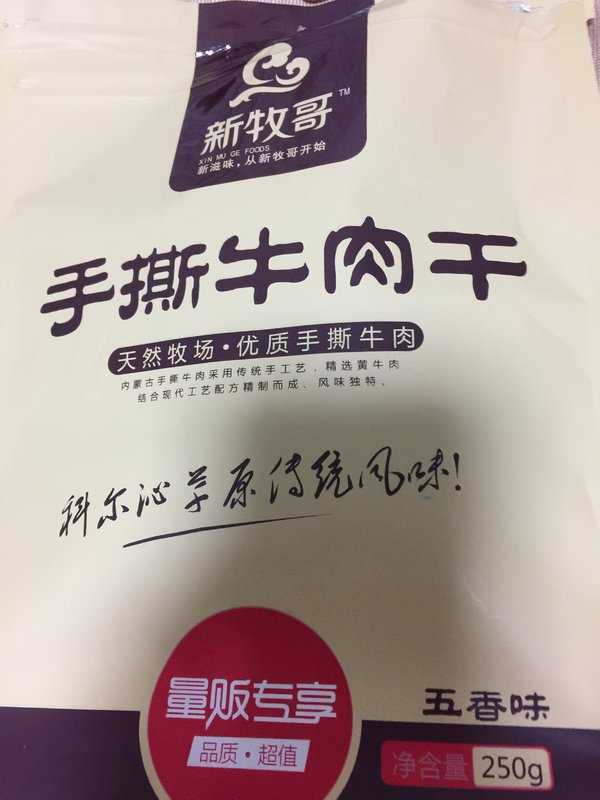 新牧哥™
XIN MU GE FOODS
新滋味,从新牧哥开始
手撕牛肉干
天然牧场·优质手撕牛肉
内蒙古手撕牛肉采用传统手工艺,精选黄牛肉
结合现代工艺配方精制而成、风味独特。
科尔沁草原传统风味!
量贩专享
品质·超值
五香味
净含量 250g